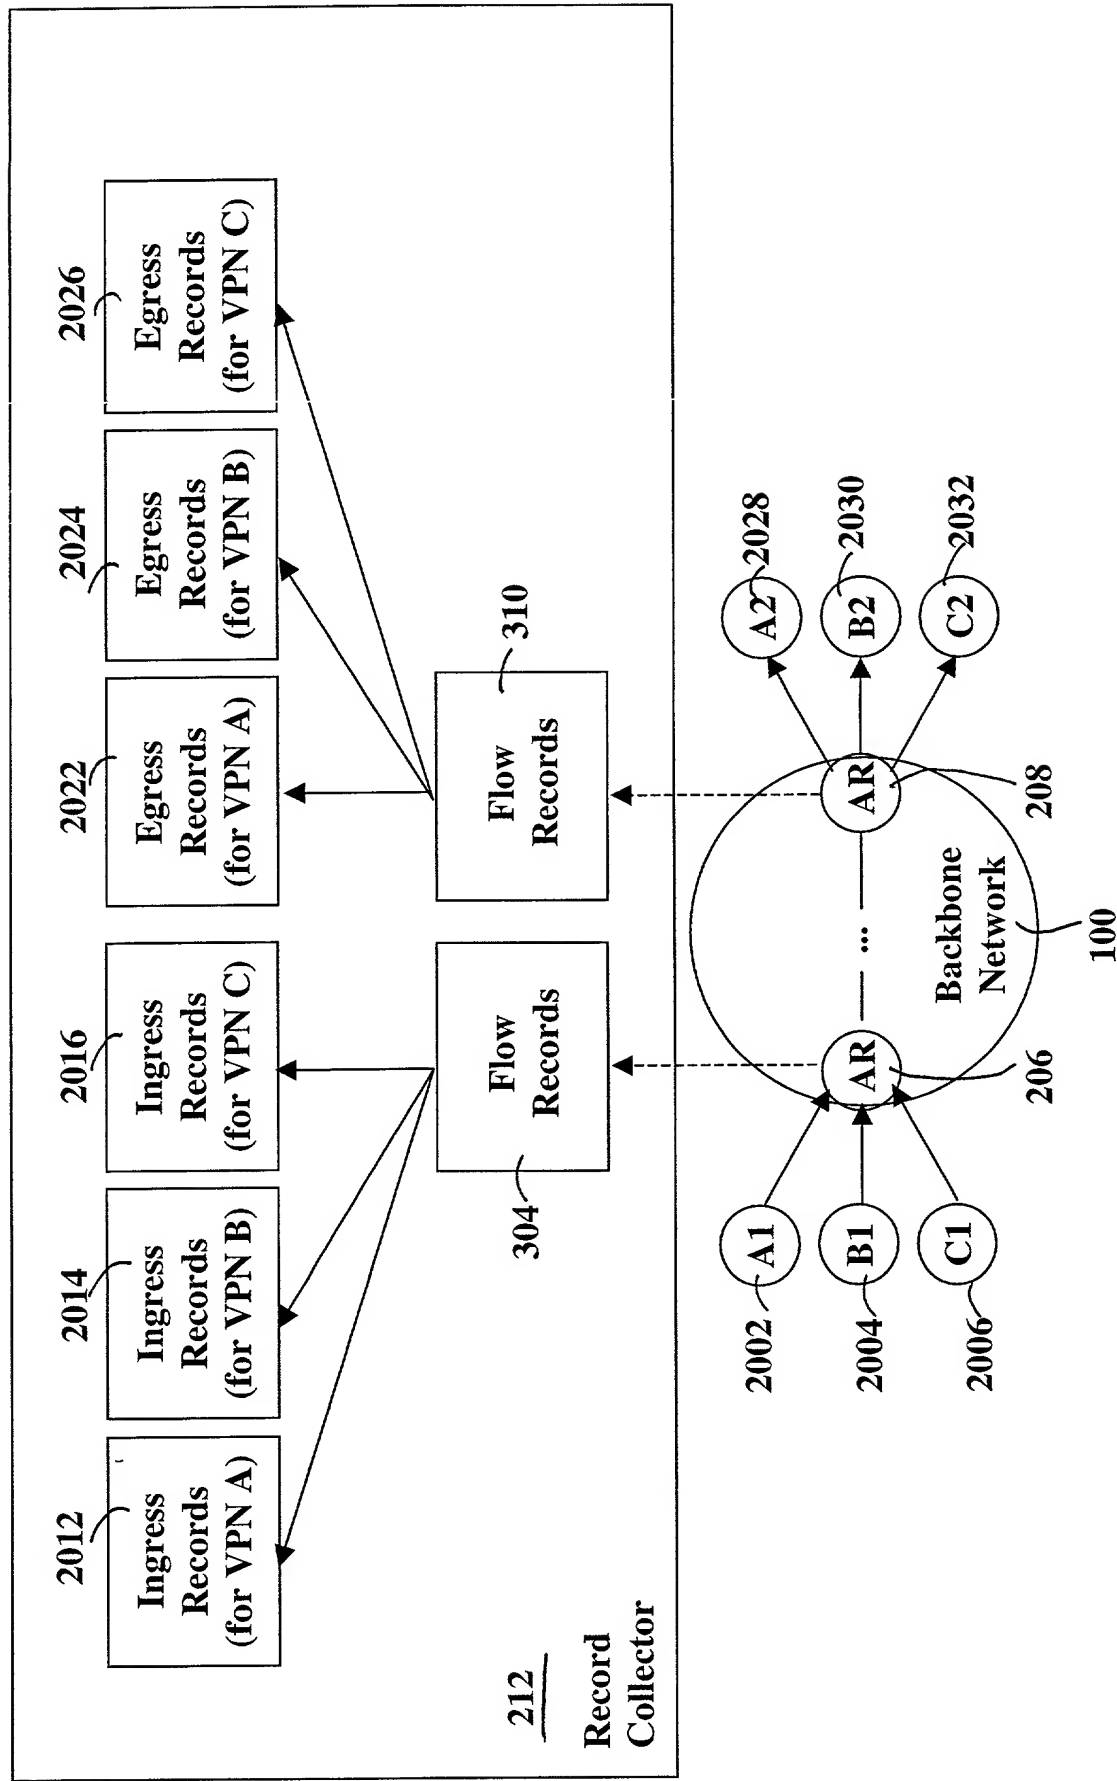 2012
2014
2016
2022
2024
2026
Ingress
Records
(for VPN A)
Ingress
Records
(for VPN B)
Ingress
Records
(for VPN C)
Egress
Records
(for VPN A)
Egress
Records
(for VPN B)
Egress
Records
(for VPN C)
304
Flow
Records
Flow
Records
310
212
Record
Collector
2002
A1
2004
B1
2006
C1
AR
206
...
Backbone
Network
100
AR
208
A2
2028
B2
2030
C2
2032